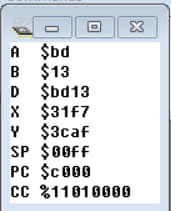 A $bd
B $13
D $bd13
X $31f7
Y $3caf
SP $00ff
PC $c000
CC %11010000